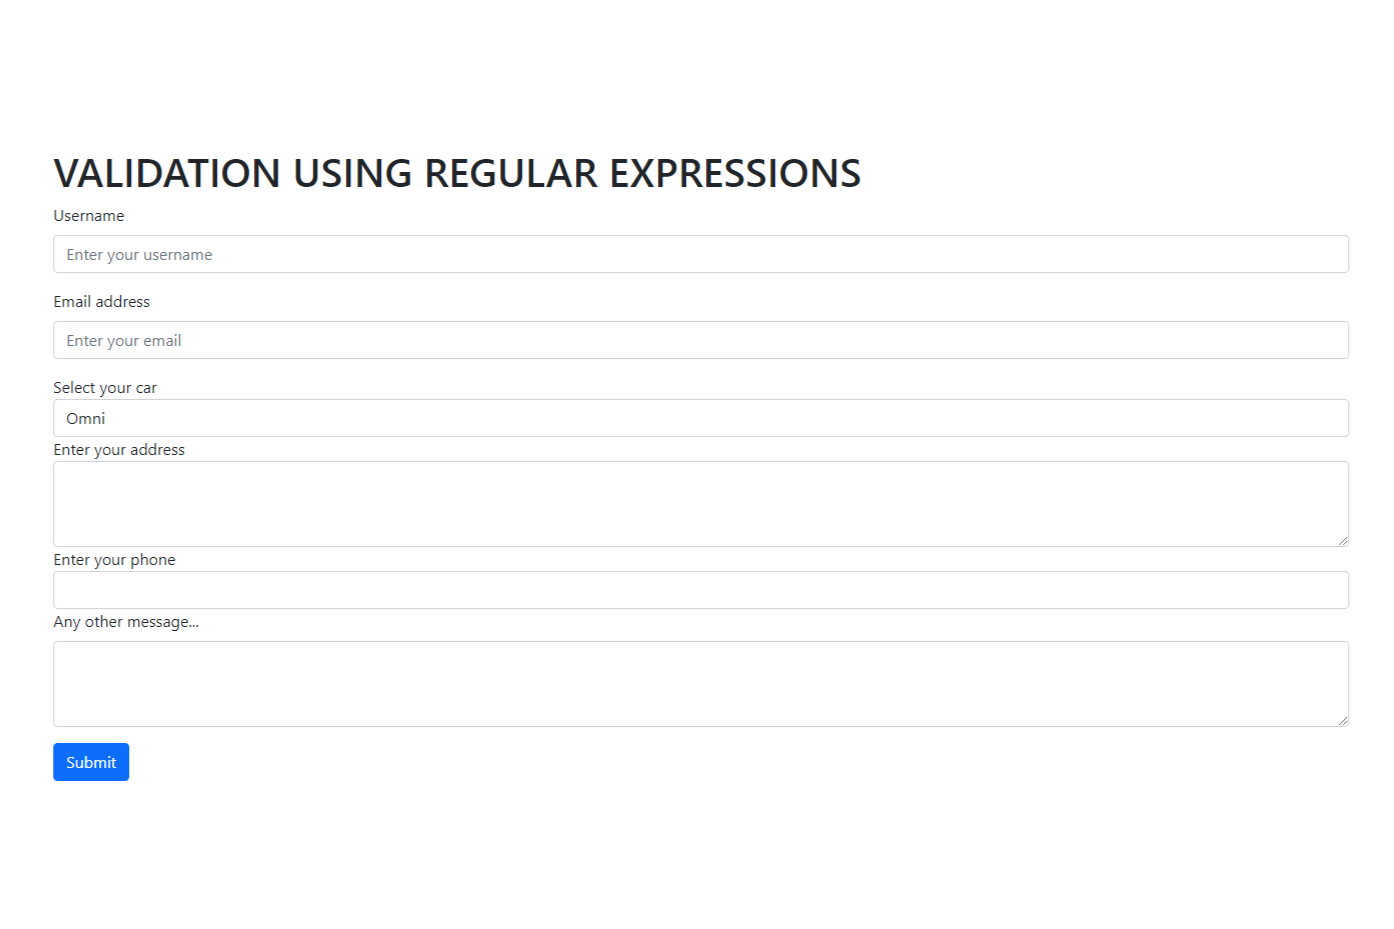 VALIDATION USING REGULAR EXPRESSIONS
Username
Enter your username
Email address
Enter your email
Select your car
Omni
Enter your address
Enter your phone
Any other message...
Submit